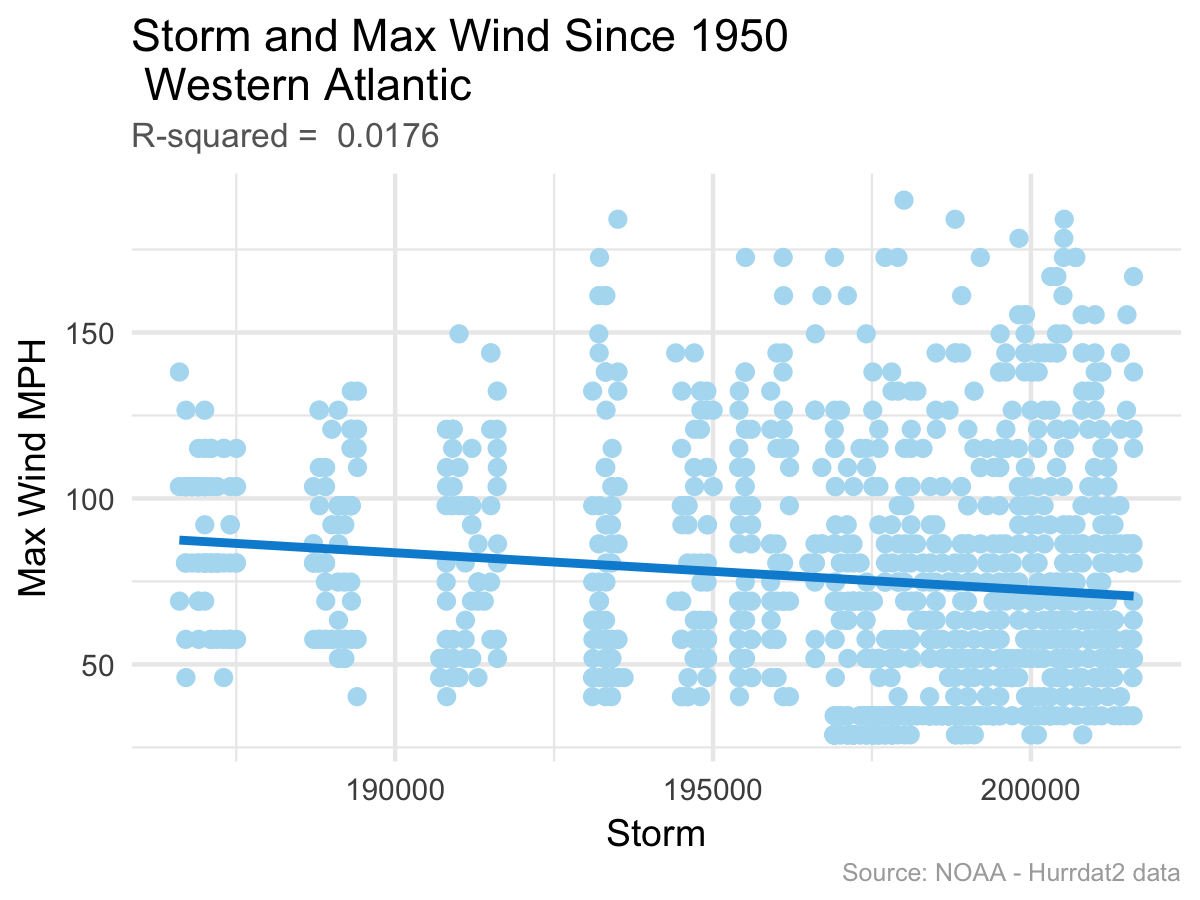 Storm and Max Wind Since 1950
Western Atlantic
R-squared =  0.0176
Max Wind MPH
150
100
50
190000
195000
200000
Storm
Source: NOAA - Hurrdat2 data